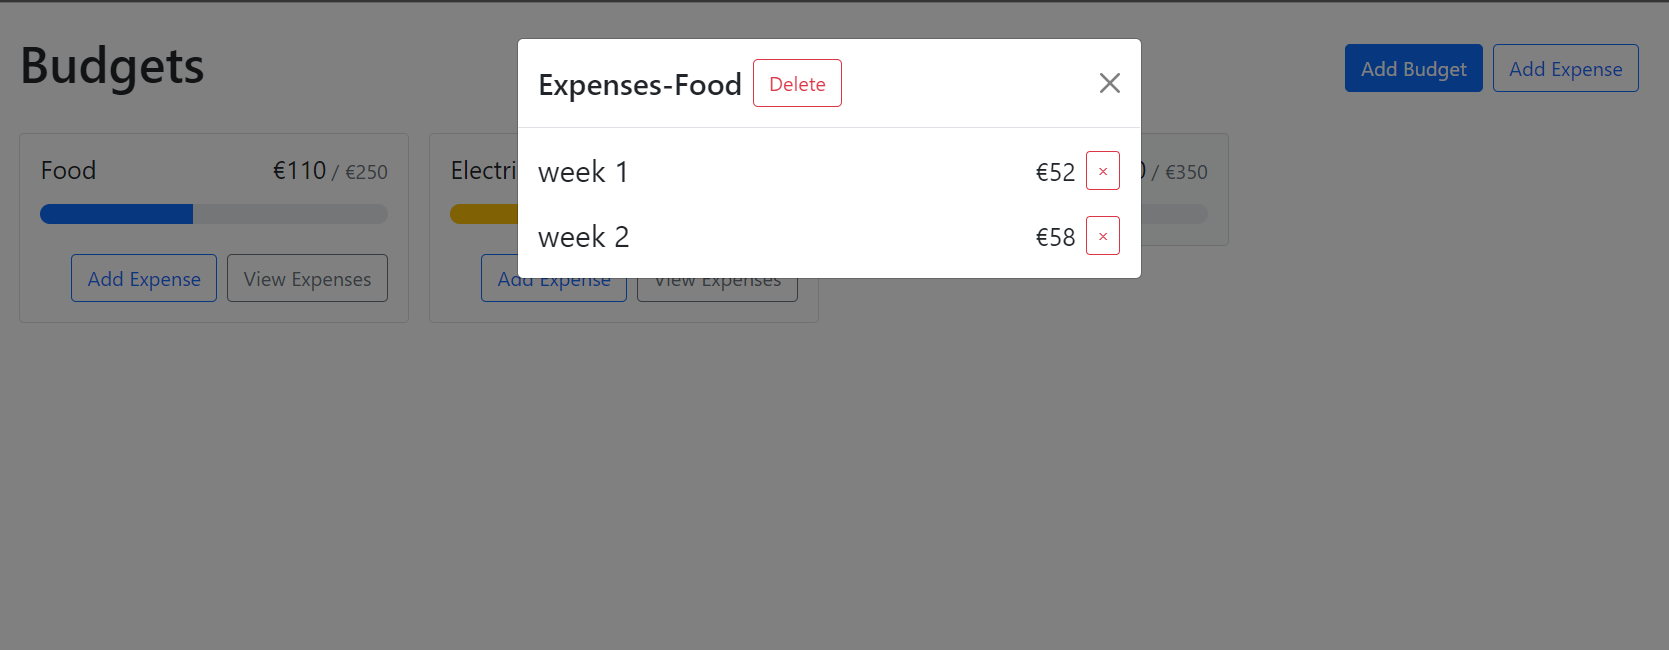 Budgets
Add Budget
Add Expense
Expenses-Food
Delete
week 1
€52
×
week 2
€58
×
Food
€110 / €250
Add Expense
View Expenses
Electri
Add Expense
View Expenses
/ €350